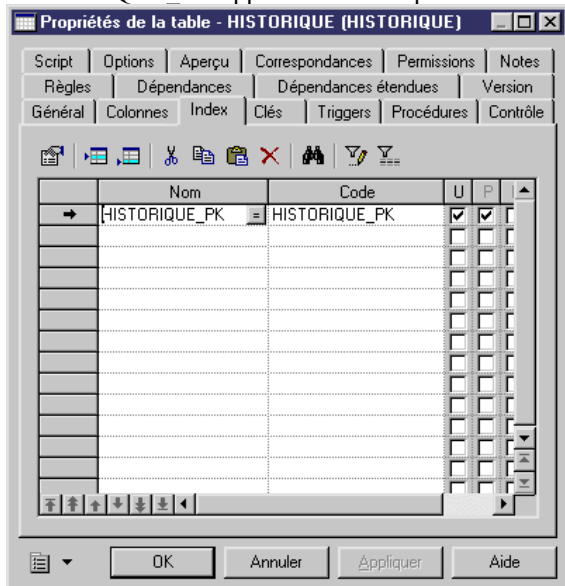 Propriétés de la table - HISTORIQUE (HISTORIQUE)
Script Options Aperçu Correspondances Permissions Notes
Règles Dépendances Dépendances étendues Version
Général Colonnes Index Clés Triggers Procédures Contrôle
Nom Code U P
HISTORIQUE_PK = HISTORIQUE_PK
OK Annuler Appliquer Aide